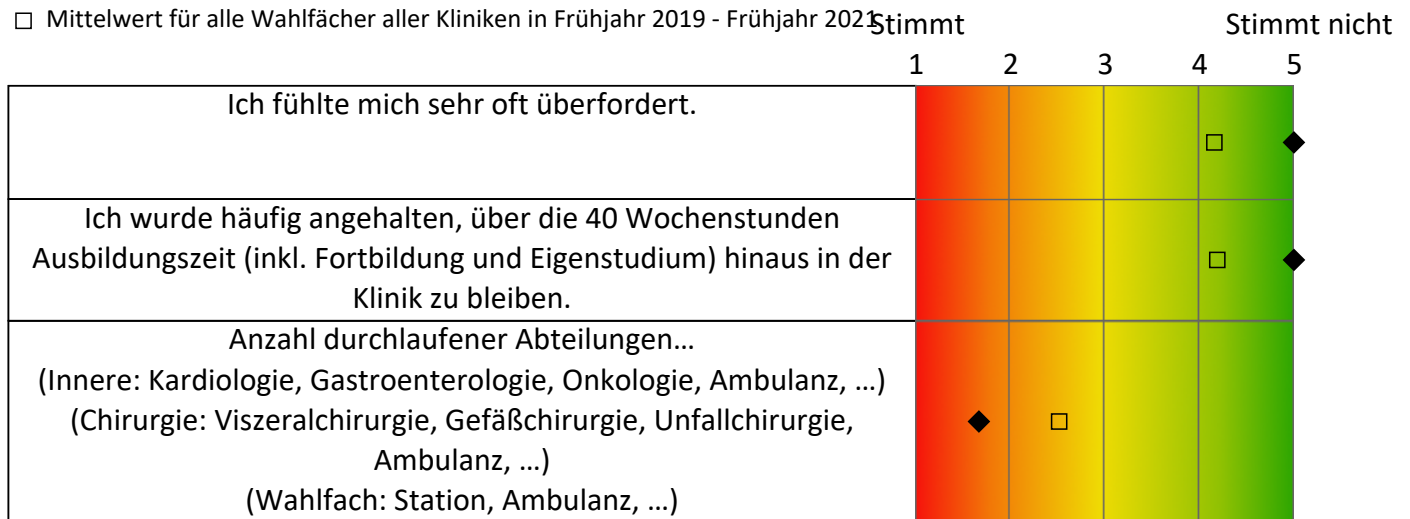 □ Mittelwert für alle Wahlfächer aller Kliniken in Frühjahr 2019 - Frühjahr 2021
Stimmt Stimmt nicht
1 2 3 4 5
Ich fühlte mich sehr oft überfordert.
Ich wurde häufig angehalten, über die 40 Wochenstunden
Ausbildungszeit (inkl. Fortbildung und Eigenstudium) hinaus in der
Klinik zu bleiben.
Anzahl durchlaufener Abteilungen…
(Innere: Kardiologie, Gastroenterologie, Onkologie, Ambulanz, …)
(Chirurgie: Viszeralchirurgie, Gefäßchirurgie, Unfallchirurgie,
Ambulanz, …)
(Wahlfach: Station, Ambulanz, …)